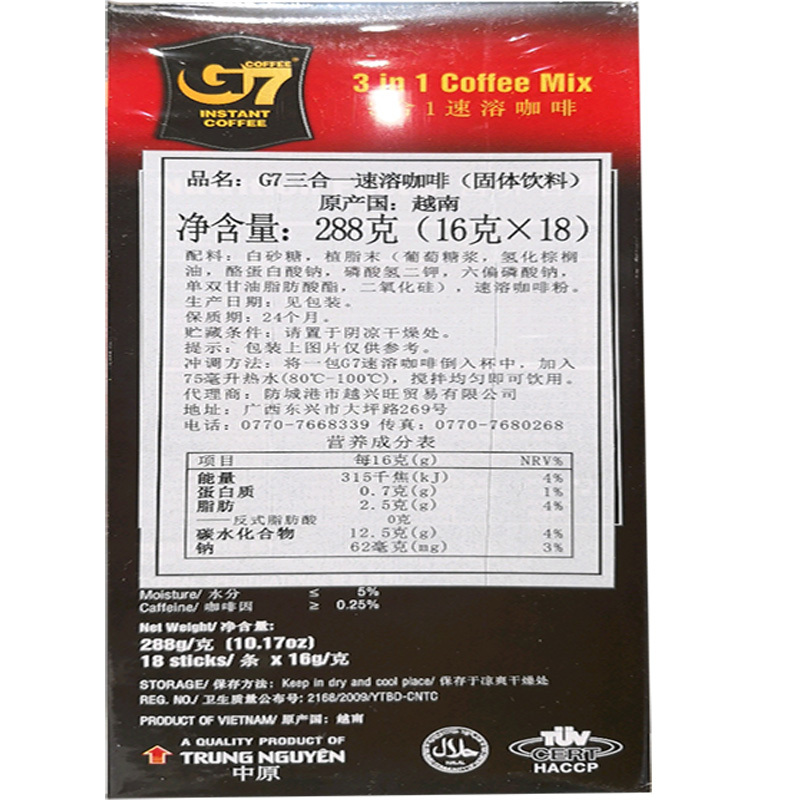 COFFEE
G7
INSTANT
COFFEE
3 in 1 Coffee Mix
1速溶咖啡
品名：G7三合一速溶咖啡（固体饮料）
原产国：越南
净含量：288克（16克×18）
配料：白砂糖，植脂末（葡萄糖浆，氢化棕榈
油，酪蛋白酸钠，磷酸氢二钾，六偏磷酸钠，
单双甘油脂肪酸酯，二氧化硅），速溶咖啡粉。
生产日期：见包装。
保质期：24个月。
贮藏条件：请置于阴凉干燥处。
提示：包装上图片仅供参考。
冲调方法：将一包G7速溶咖啡倒入杯中，加入
75毫升热水(80℃-100℃)，搅拌均匀即可饮用。
代理商：防城港市越兴旺贸易有限公司
地址：广西东兴市大坪路269号
电话：0770-7668339 传真：0770-7680268
营养成分表
项目 每16克(g) NRV%
能量 315千焦(kJ) 4%
蛋白质 0.7克(g) 1%
脂肪 2.5克(g) 4%
——反式脂肪酸 0克
碳水化合物 12.5克(g) 4%
钠 62毫克(mg) 3%
Moisture/ 水分 ≤ 5%
Caffeine/ 咖啡因 ≥ 0.25%
Net Weight/ 净含量:
288g/克 (10.17oz)
18 sticks/ 条 x 16g/克
STORAGE/ 保存方法: Keep in dry and cool place/ 保存于凉爽干燥处
REG. NO./ 卫生质量公布号: 2168/2009/YTBD-CNTC
PRODUCT OF VIETNAM/ 原产国: 越南
A QUALITY PRODUCT OF
TRUNG NGUYÊN
中原
حلال
HALAL
TÜV
CERT
HACCP